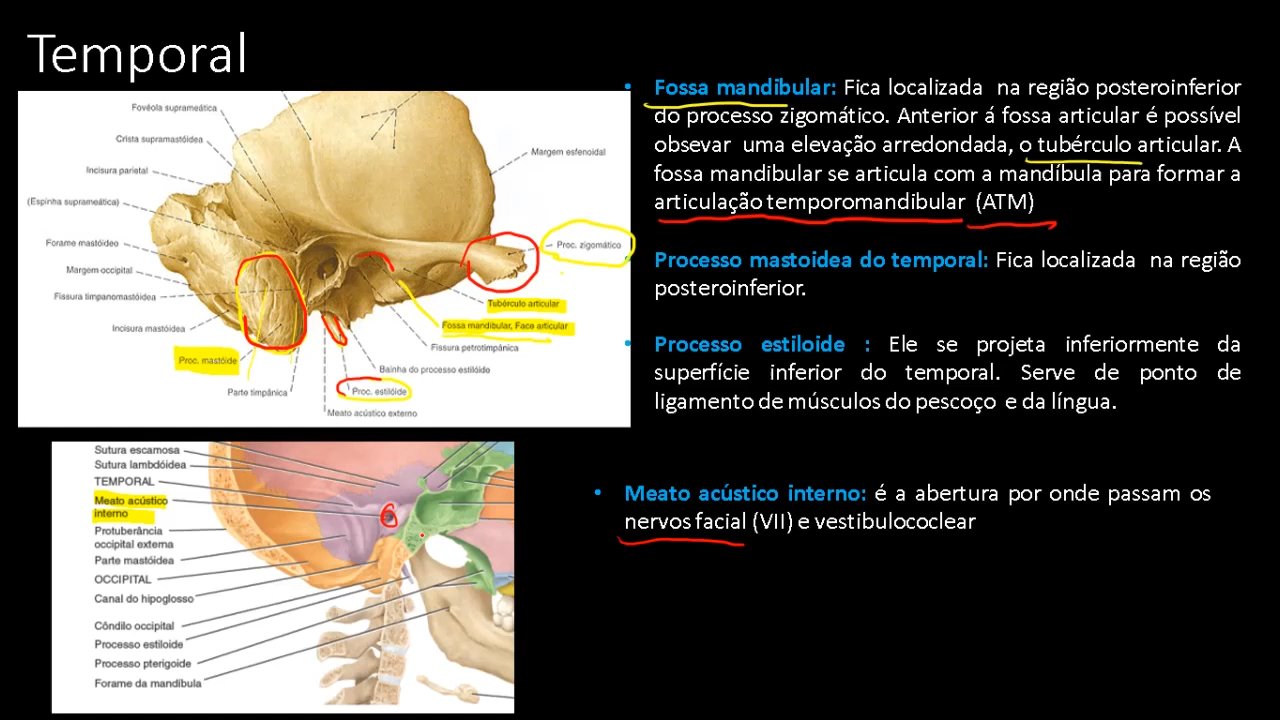 Temporal
Fovéola suprameática
Crista supramastóidea
Incisura parietal
(Espinha suprameática)
Forame mastóideo
Margem occipital
Fissura timpanomastóidea
Incisura mastóidea
Proc. mastóide
Parte timpânica
Margem esfenoidal
Proc. zigomático
Tubérculo articular
Fossa mandibular, Face articular
Fissura petrotimpânica
Bainha do processo estilóide
Proc. estilóide
Meato acústico externo
Sutura escamosa
Sutura lambdóidea
TEMPORAL
Meato acústico
interno
Protuberância
occipital externa
Parte mastóidea
OCCIPITAL
Canal do hipoglosso
Côndilo occipital
Processo estiloide
Processo pterigoide
Forame da mandíbula
• Fossa mandibular: Fica localizada na região posteroinferior
do processo zigomático. Anterior á fossa articular é possível
obsevar uma elevação arredondada, o tubérculo articular. A
fossa mandibular se articula com a mandíbula para formar a
articulação temporomandibular (ATM)
• Processo mastoidea do temporal: Fica localizada na região
posteroinferior.
• Processo estiloide : Ele se projeta inferiormente da
superfície inferior do temporal. Serve de ponto de
ligamento de músculos do pescoço e da língua.
• Meato acústico interno: é a abertura por onde passam os
nervos facial (VII) e vestibulococlear